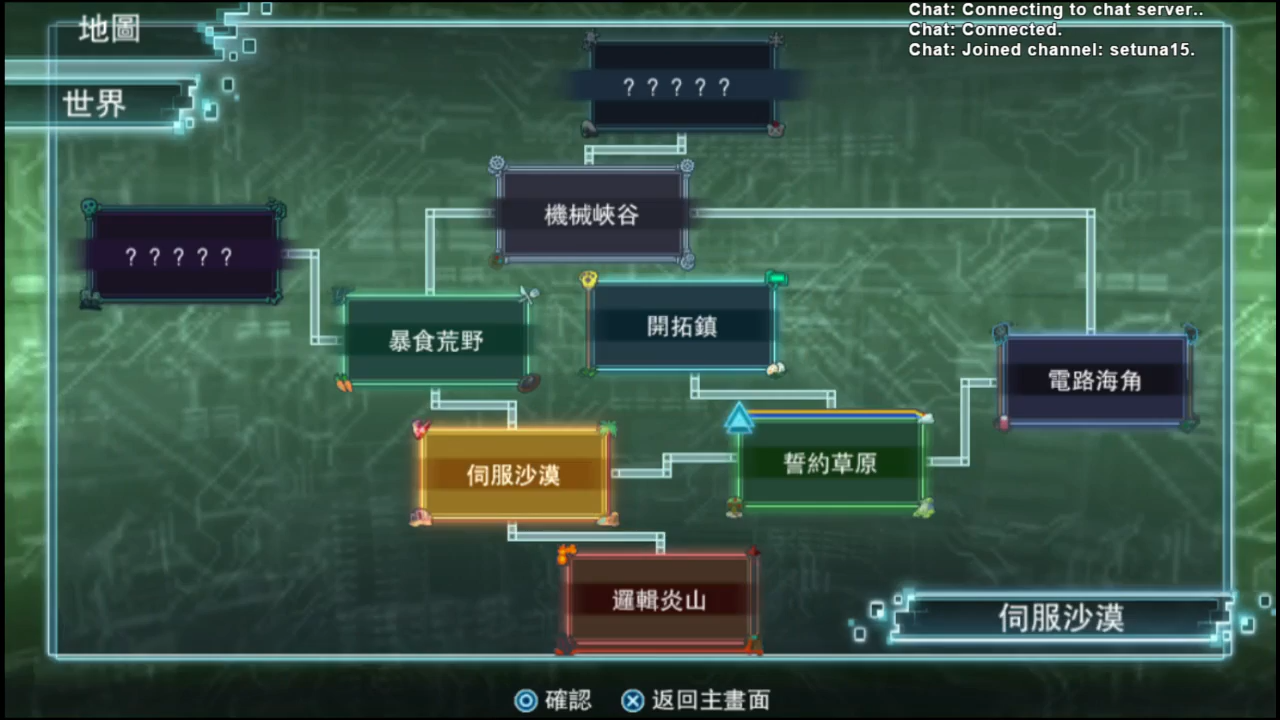 地圖
Chat: Connecting to chat server..
Chat: Connected.
Chat: Joined channel: setuna15.
世界
？？？？？
機械峽谷
？？？？？
暴食荒野
開拓鎮
電路海角
伺服沙漠
誓約草原
邏輯炎山
伺服沙漠
確認
返回主畫面